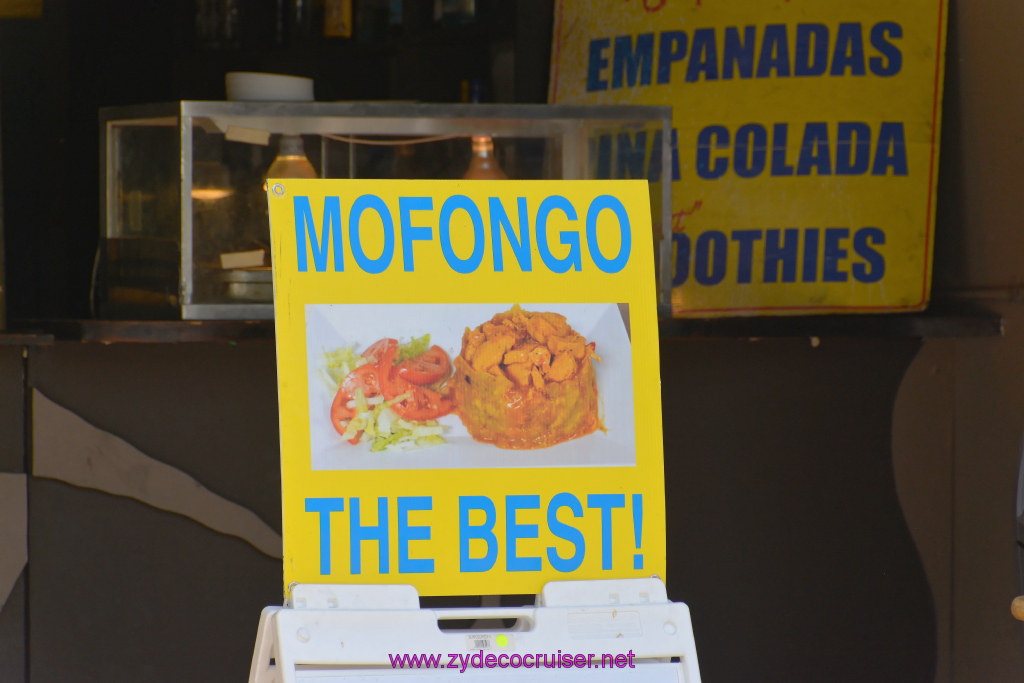 EMPANADAS
INA COLADA
OOTHIES
MOFONGO
THE BEST!
www.zydecocruiser.net